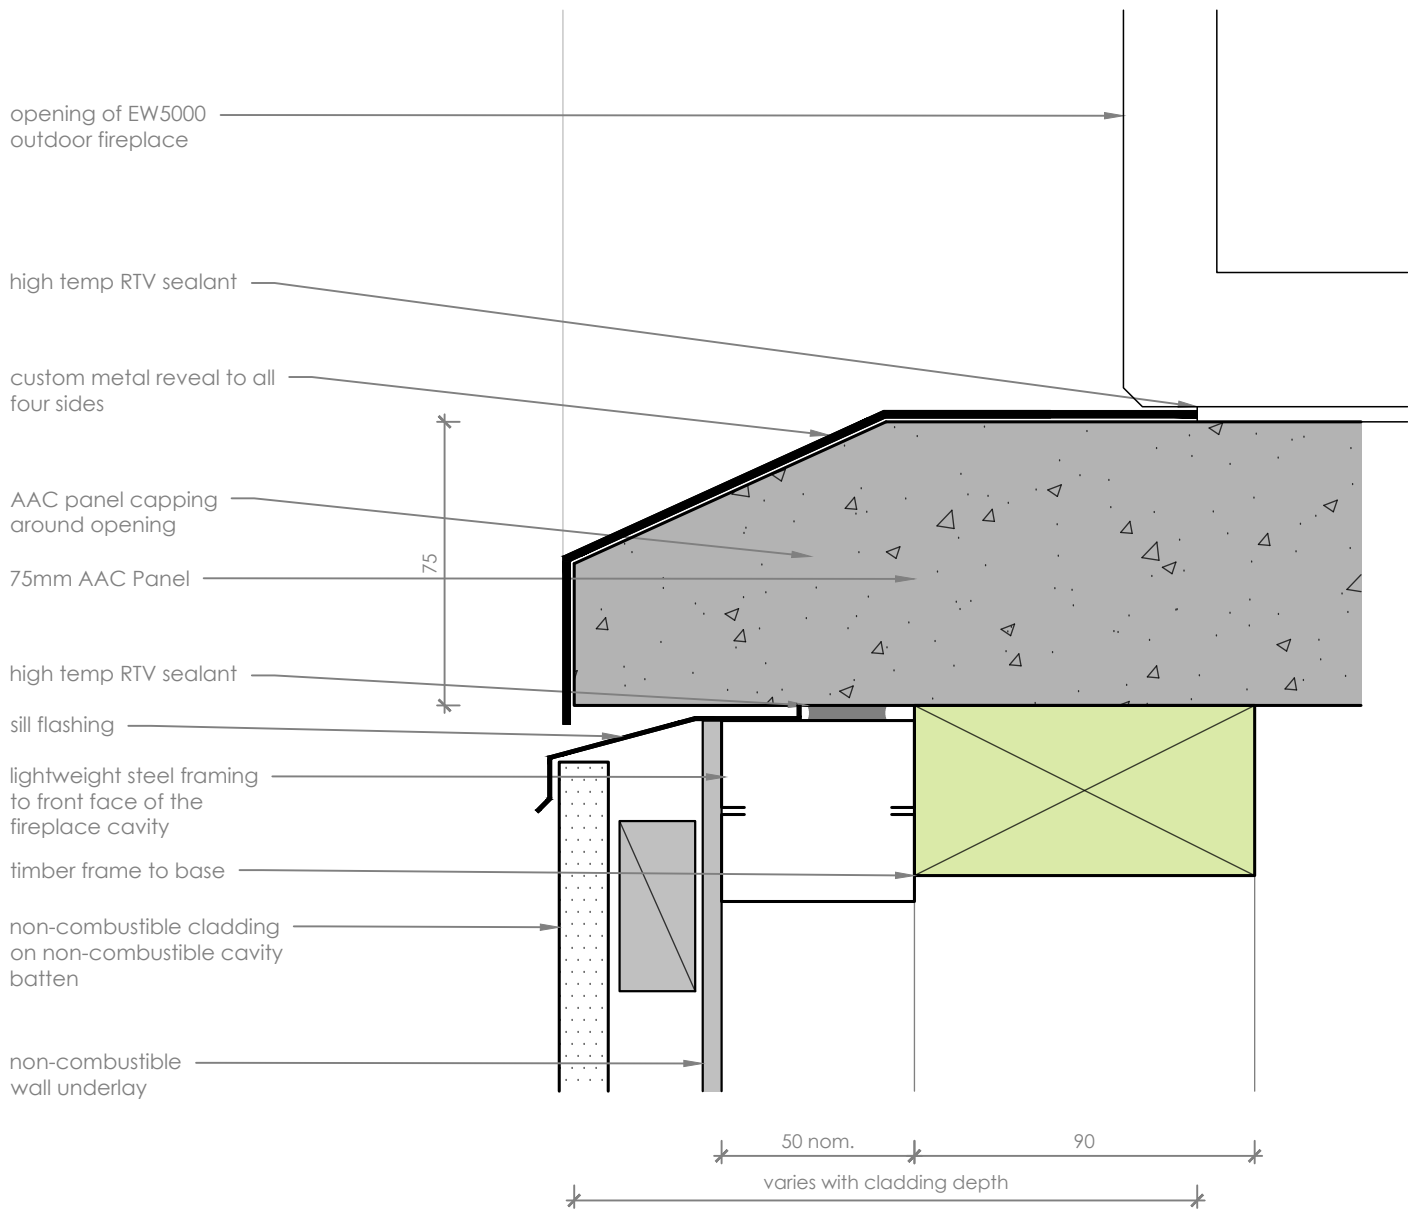 opening of EW5000
outdoor fireplace
high temp RTV sealant
custom metal reveal to all
four sides
AAC panel capping
around opening
75
75mm AAC Panel
high temp RTV sealant
sill flashing
lightweight steel framing
to front face of the
fireplace cavity
timber frame to base
non-combustible cladding
on non-combustible cavity
batten
non-combustible
wall underlay
50 nom.
90
varies with cladding depth